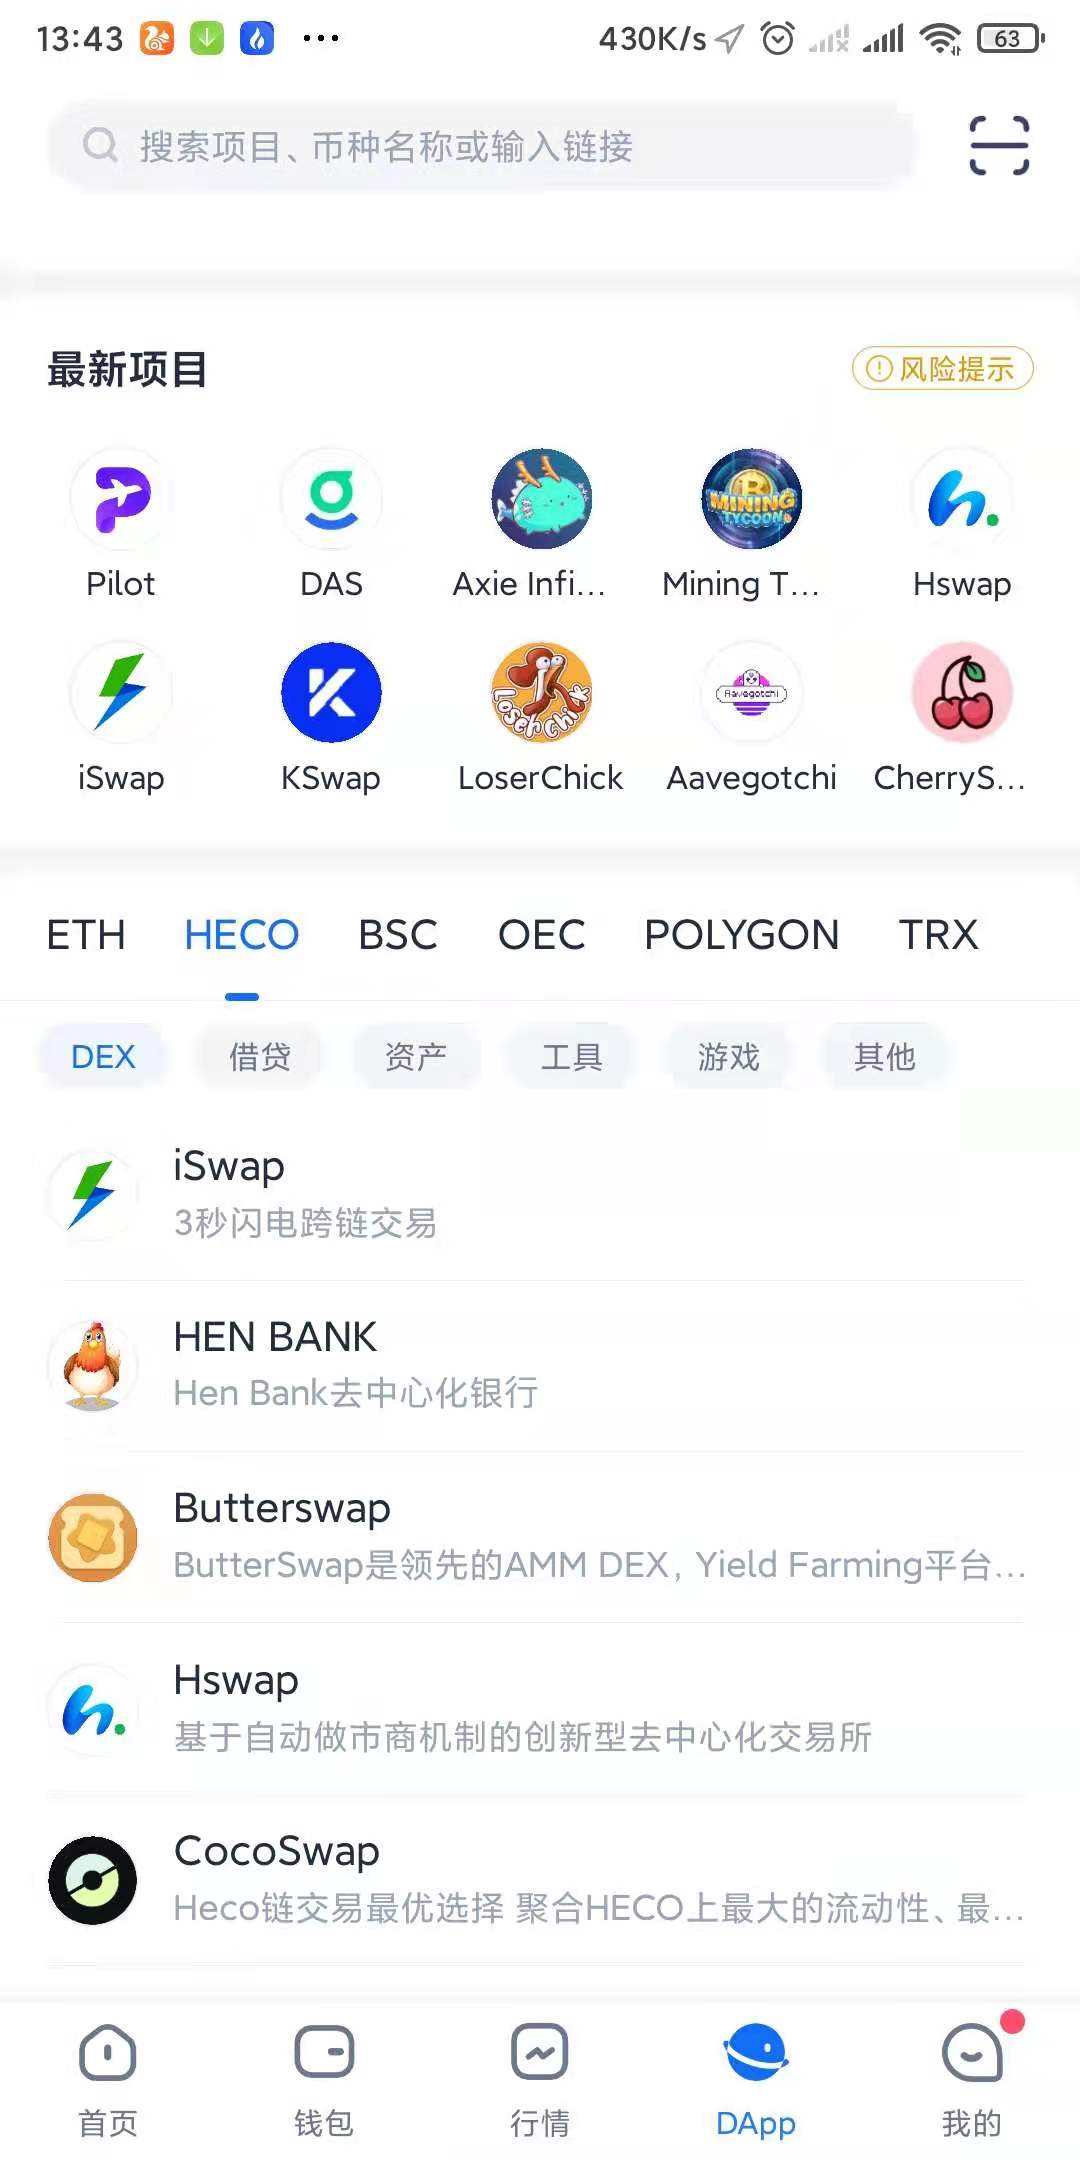 13:43 430K/s 63
搜索项目、币种名称或输入链接
最新项目 风险提示
MINING TYCOON
Pilot DAS Axie Infi... Mining T... Hswap
LoserChick Aavegotchi
iSwap KSwap LoserChick Aavegotchi CherryS...
ETH HECO BSC OEC POLYGON TRX
DEX 借贷 资产 工具 游戏 其他
iSwap
3秒闪电跨链交易
HEN BANK
Hen Bank去中心化银行
Butterswap
ButterSwap是领先的AMM DEX, Yield Farming平台...
Hswap
基于自动做市商机制的创新型去中心化交易所
CocoSwap
Heco链交易最优选择 聚合HECO上最大的流动性、最...
首页 钱包 行情 DApp 我的